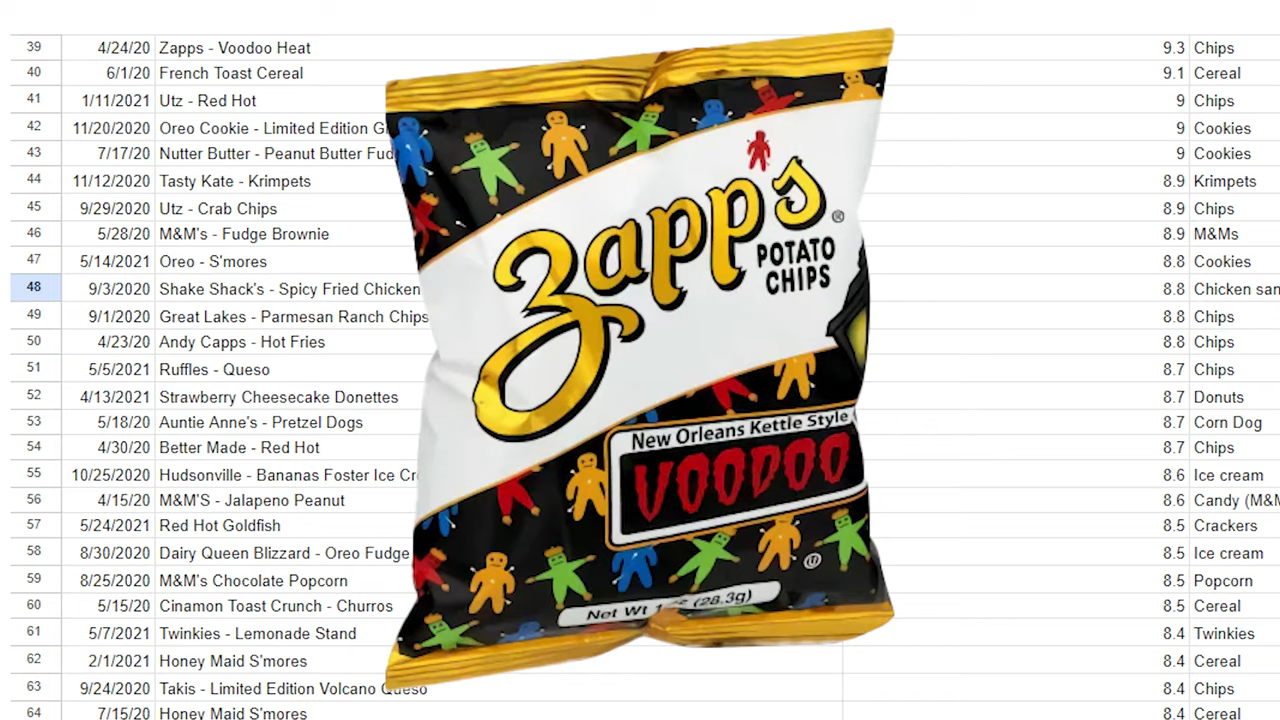 39 4/24/20 Zapps - Voodoo Heat 9.3 Chips
40 6/1/20 French Toast Cereal 9.1 Cereal
41 1/11/2021 Utz - Red Hot 9 Chips
42 11/20/2020 Oreo Cookie - Limited Edition 9 Cookies
43 7/17/20 Nutter Butter - Peanut Butter Fud 9 Cookies
44 11/12/2020 Tasty Kate - Krimpets 8.9 Krimpets
45 9/29/2020 Utz - Crab Chips 8.9 Chips
46 5/28/20 M&M's - Fudge Brownie 8.9 M&Ms
47 5/14/2021 Oreo - S'mores 8.8 Cookies
48 9/3/2020 Shake Shack's - Spicy Fried Chicken 8.8 Chicken san
49 9/1/2020 Great Lakes - Parmesan Ranch Chips 8.8 Chips
50 4/23/20 Andy Capps - Hot Fries 8.8 Chips
51 5/5/2021 Ruffles - Queso 8.7 Chips
52 4/13/2021 Strawberry Cheesecake Donettes 8.7 Donuts
53 5/18/20 Auntie Anne's - Pretzel Dogs 8.7 Corn Dog
54 4/30/20 Better Made - Red Hot 8.7 Chips
55 10/25/2020 Hudsonville - Bananas Foster Ice Cr 8.6 Ice cream
56 4/15/20 M&M'S - Jalapeno Peanut 8.6 Candy (M&M
57 5/24/2021 Red Hot Goldfish 8.5 Crackers
58 8/30/2020 Dairy Queen Blizzard - Oreo Fudge 8.5 Ice cream
59 8/25/2020 M&M's Chocolate Popcorn 8.5 Popcorn
60 5/15/20 Cinamon Toast Crunch - Churros 8.5 Cereal
61 5/7/2021 Twinkies - Lemonade Stand 8.4 Twinkies
62 2/1/2021 Honey Maid S'mores 8.4 Cereal
63 9/24/2020 Takis - Limited Edition Volcano Queso 8.4 Chips
64 7/15/20 Honey Maid S'mores 8.4 Cereal
Zapp's ®
POTATO
CHIPS
New Orleans Kettle Style
VOODOO
Net Wt 1 oz (28.3g)